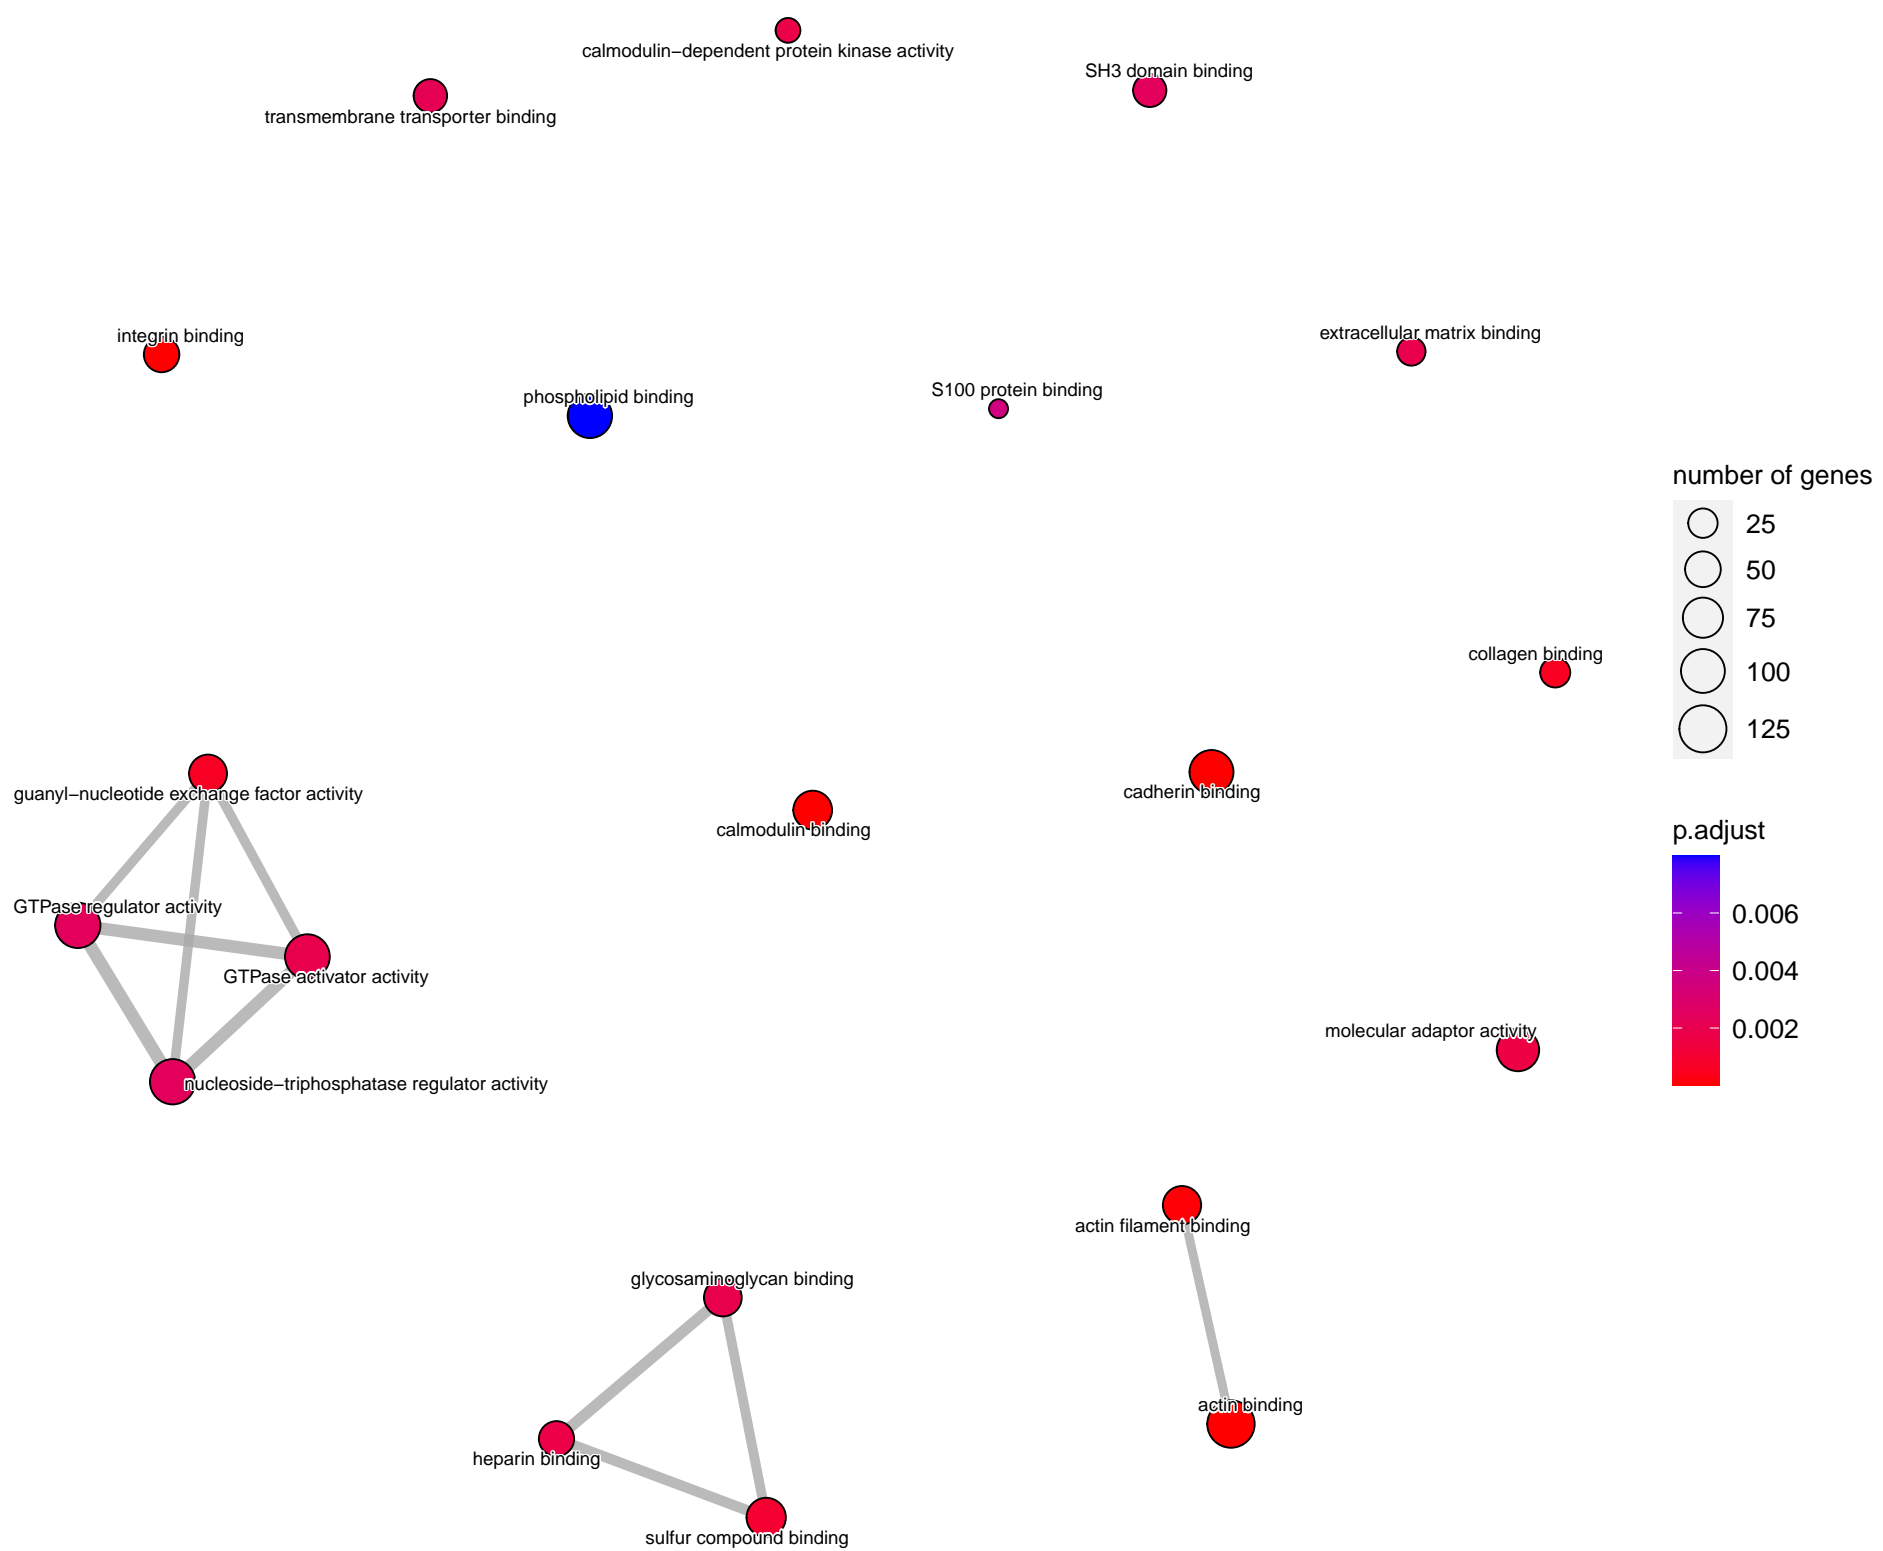 calmodulin−dependent protein kinase activity
SH3 domain binding
transmembrane transporter binding
integrin binding
extracellular matrix binding
phospholipid binding
S100 protein binding
number of genes
25
50
75
100
125
collagen binding
guanyl−nucleotide exchange factor activity
cadherin binding
calmodulin binding
p.adjust
0.006
0.004
0.002
GTPase regulator activity
GTPase activator activity
molecular adaptor activity
nucleoside−triphosphatase regulator activity
actin filament binding
glycosaminoglycan binding
actin binding
heparin binding
sulfur compound binding